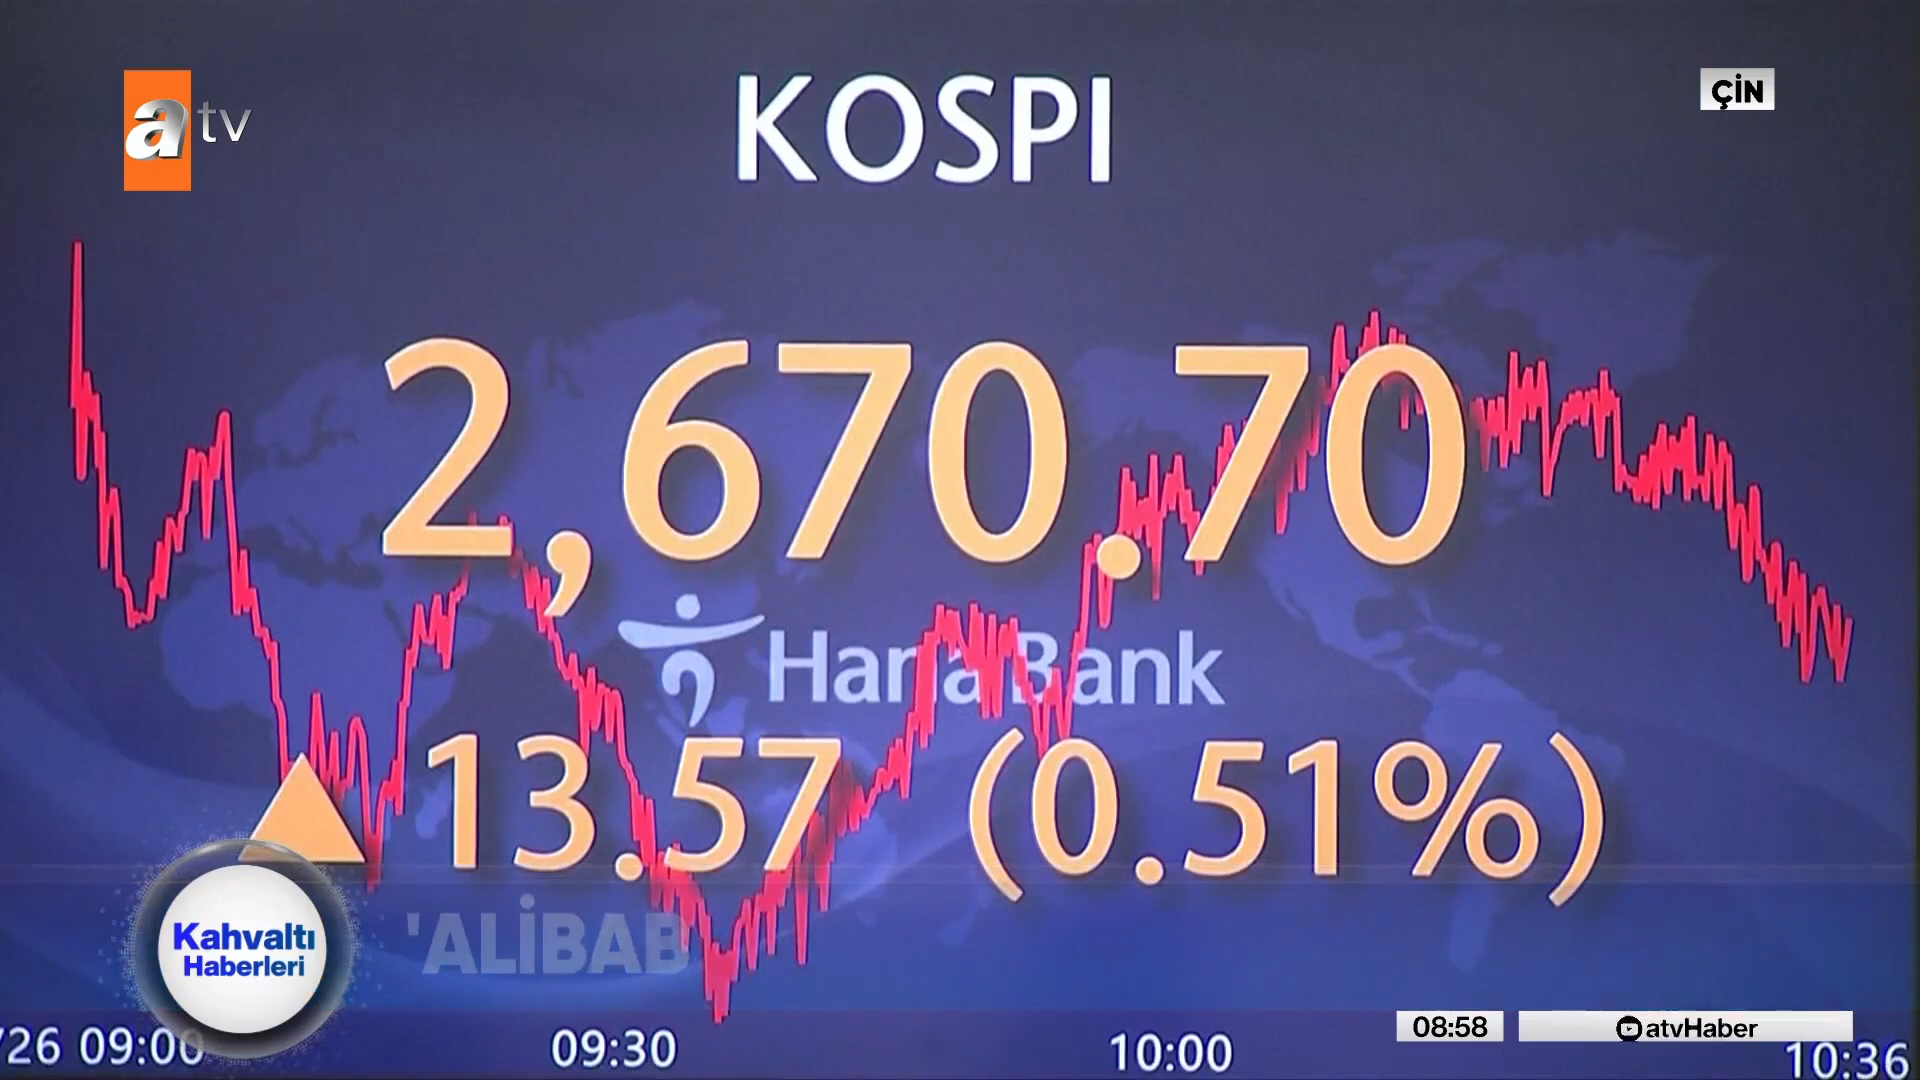 a tv
KOSPI
ÇİN
2,670.70
Hana Bank
▲13.57 (0.51%)
Kahvaltı
Haberleri
'ALİBAB
/26 09:00
09:30
10:00
10:36
08:58
atvHaber